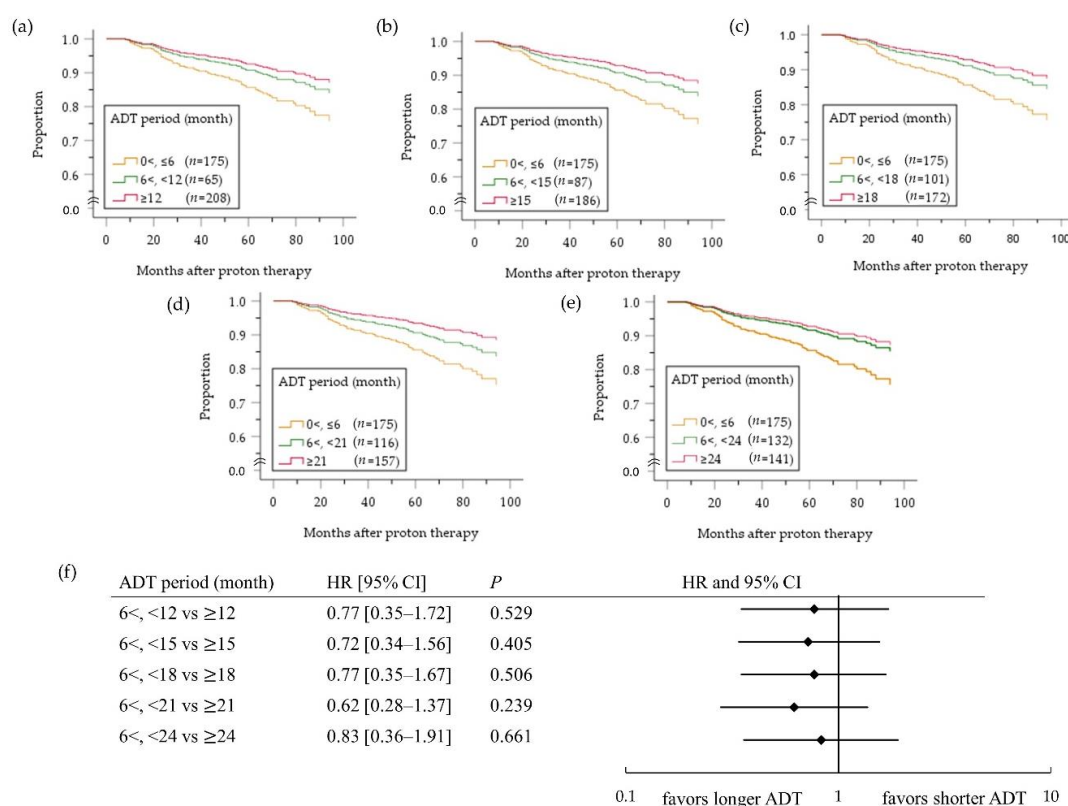 (a)
Proportion
1.0
0.9
0.8
0.7
0.6
0.0
ADT period (month)
0<, ≤6 (n=175)
6<, <12 (n=65)
≥12 (n=208)
0 20 40 60 80 100
Months after proton therapy
(b)
Proportion
1.0
0.9
0.8
0.7
0.6
0.0
ADT period (month)
0<, ≤6 (n=175)
6<, <15 (n=87)
≥15 (n=186)
0 20 40 60 80 100
Months after proton therapy
(c)
Proportion
1.0
0.9
0.8
0.7
0.6
0.0
ADT period (month)
0<, ≤6 (n=175)
6<, <18 (n=101)
≥18 (n=172)
0 20 40 60 80 100
Months after proton therapy
(d)
Proportion
1.0
0.9
0.8
0.7
0.6
0.0
ADT period (month)
0<, ≤6 (n=175)
6<, <21 (n=116)
≥21 (n=157)
0 20 40 60 80 100
Months after proton therapy
(e)
Proportion
1.0
0.9
0.8
0.7
0.6
0.0
ADT period (month)
0<, ≤6 (n=175)
6<, <24 (n=132)
≥24 (n=141)
0 20 40 60 80 100
Months after proton therapy
(f)
ADT period (month) HR [95% CI] P HR and 95% CI
6<, <12 vs ≥12 0.77 [0.35–1.72] 0.529
6<, <15 vs ≥15 0.72 [0.34–1.56] 0.405
6<, <18 vs ≥18 0.77 [0.35–1.67] 0.506
6<, <21 vs ≥21 0.62 [0.28–1.37] 0.239
6<, <24 vs ≥24 0.83 [0.36–1.91] 0.661
0.1 favors longer ADT 1 favors shorter ADT 10